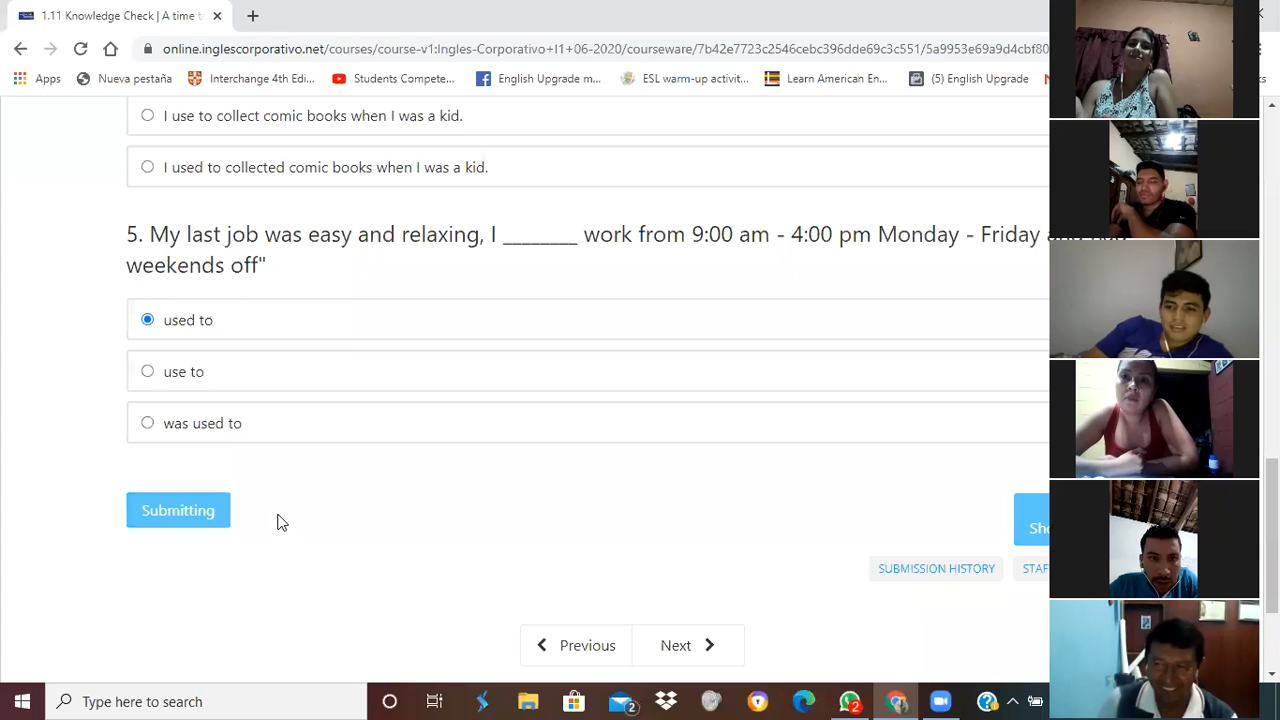 1.11 Knowledge Check | A time t
online.inglescorporativo.net/courses/course-v1:Ingles-Corporativo+I1+06-2020/courseware/7b42e7723c2546cebc396dde69c3c551/5a9953e69a9d4cbf80
Apps
Nueva pestaña
Interchange 4th Edi...
Students Compete...
English Upgrade m...
ESL warm-up activit...
Learn American En...
(5) English Upgrade
I use to collect comic books when I was a kid.
I used to collected comic books when I was a kid.
5. My last job was easy and relaxing, I ________ work from 9:00 am - 4:00 pm Monday - Friday
weekends off"
used to
use to
was used to
Submitting
Sho
SUBMISSION HISTORY
STAF
Previous
Next
Type here to search
2
2